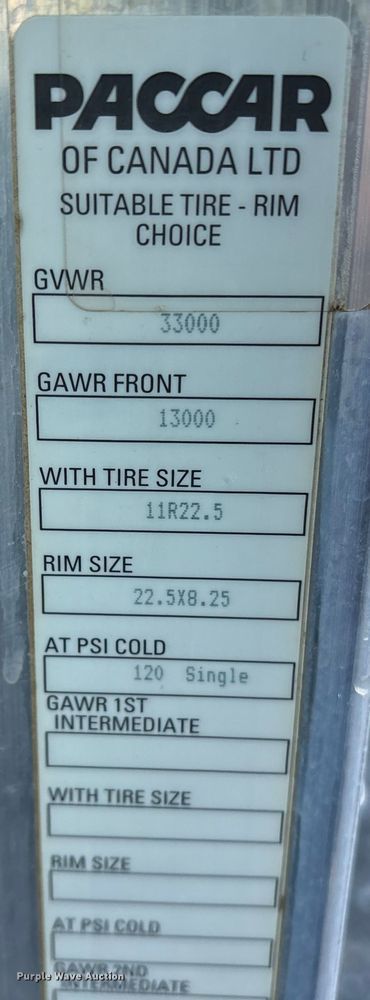 PACCAR
OF CANADA LTD
SUITABLE TIRE - RIM
CHOICE
GVWR
33000
GAWR FRONT
13000
WITH TIRE SIZE
11R22.5
RIM SIZE
22.5X8.25
AT PSI COLD
120 Single
GAWR 1ST
INTERMEDIATE
WITH TIRE SIZE
RIM SIZE
AT PSI COLD
GAWR 2ND
INTERMEDIATE
Purple Wave Auction